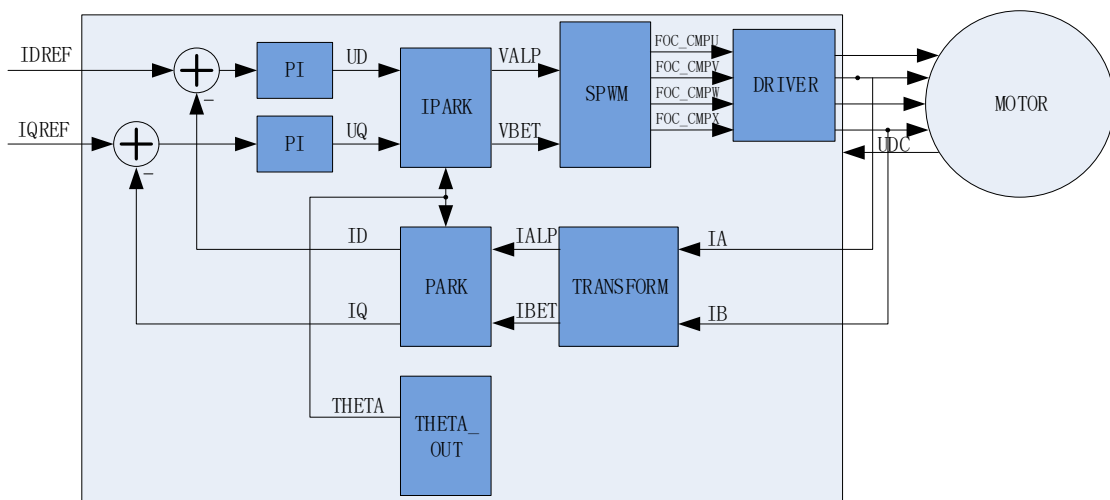 IDREF
IQREF
-
-
PI
PI
UD
UQ
IPARK
VALP
VBET
SPWM
FOC_CMPU
FOC_CMPV
FOC_CMPW
FOC_CMPX
DRIVER
MOTOR
UDC
ID
IQ
PARK
IALP
IBET
TRANSFORM
IA
IB
THETA
THETA_
OUT